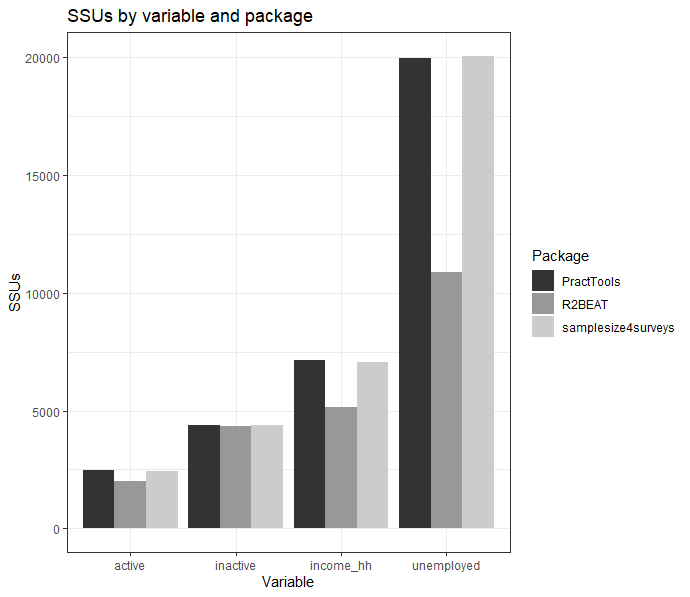 SSUs by variable and package
SSUs
20000
15000
10000
5000
0
active inactive income_hh unemployed
Variable
Package
PractTools
R2BEAT
samplesize4surveys